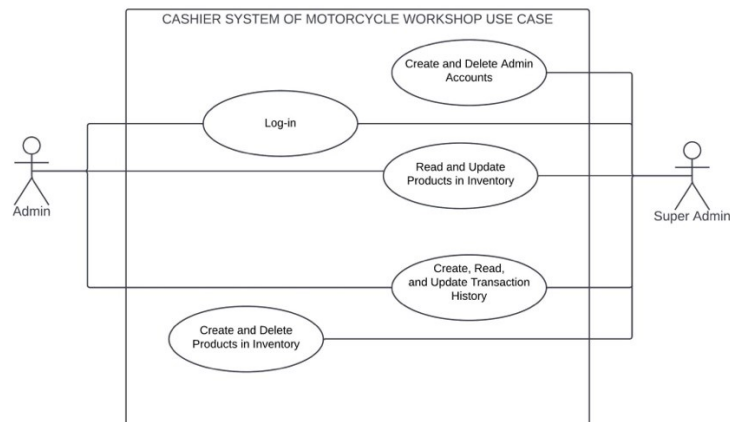 CASHIER SYSTEM OF MOTORCYCLE WORKSHOP USE CASE
Create and Delete Admin
Accounts
Log-in
Read and Update
Products in Inventory
Admin
Super Admin
Create, Read,
and Update Transaction
History
Create and Delete
Products in Inventory